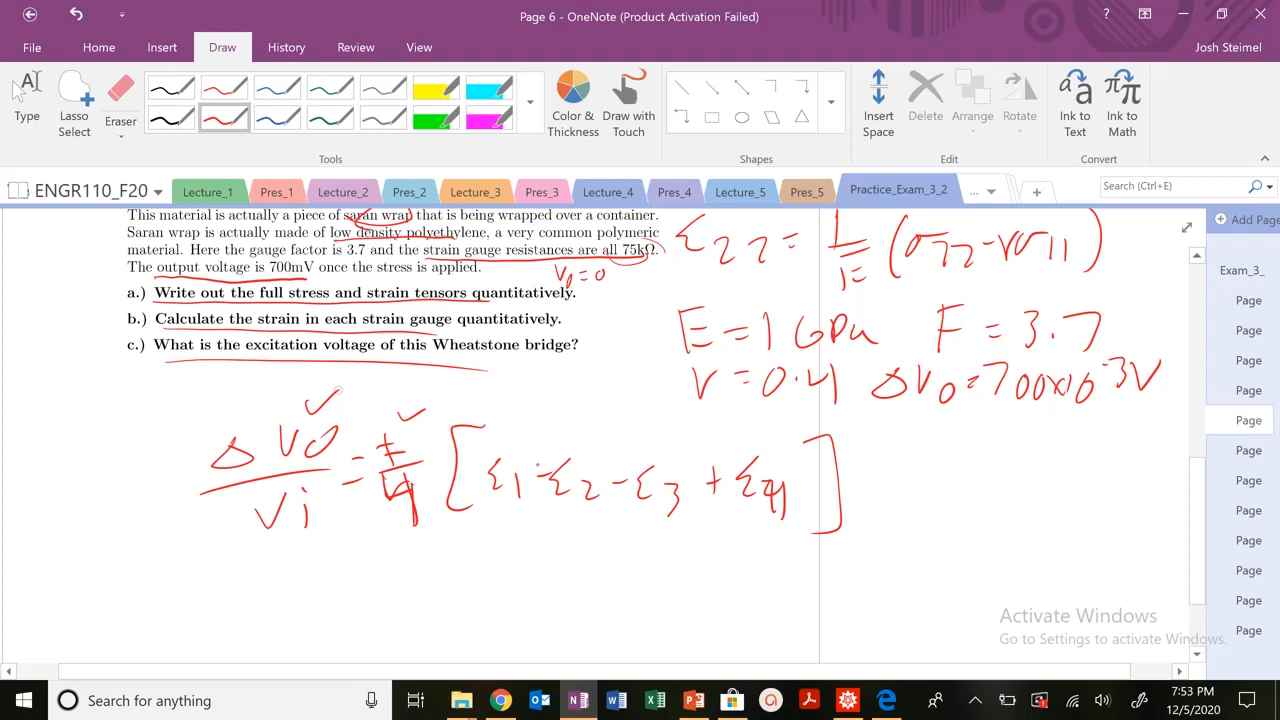 Page 6 - OneNote (Product Activation Failed)
File Home Insert Draw History Review View Josh Steimel
Type
Lasso Select
Eraser
Color & Thickness
Draw with Touch
Insert Space
Delete
Arrange
Rotate
Ink to Text
Ink to Math
Tools Shapes Edit Convert
ENGR110_F20 Lecture_1 Pres_1 Lecture_2 Pres_2 Lecture_3 Pres_3 Lecture_4 Pres_4 Lecture_5 Pres_5 Practice_Exam_3_2 ... Search (Ctrl+E)
Add Page
Exam_3_
Page
Page
Page
Page
Page
Page
Page
Page
Page
Page
Page
Page
This material is actually a piece of saran wrap that is being wrapped over a container.
Saran wrap is actually made of low density polyethylene, a very common polymeric
material. Here the gauge factor is 3.7 and the strain gauge resistances are all 75kΩ.
The output voltage is 700mV once the stress is applied.
V0 = 0
a.) Write out the full stress and strain tensors quantitatively.
b.) Calculate the strain in each strain gauge quantitatively.
c.) What is the excitation voltage of this Wheatstone bridge?
ε22 = 1/E (σ22 - νσ11)
E = 1 GPa F = 3.7
ν = 0.4 ΔV0 = 700x10^-3 V
ΔV0/Vi = F/4 [ε1 - ε2 - ε3 + ε4]
Activate Windows
Go to Settings to activate Windows.
Search for anything
7:53 PM
12/5/2020